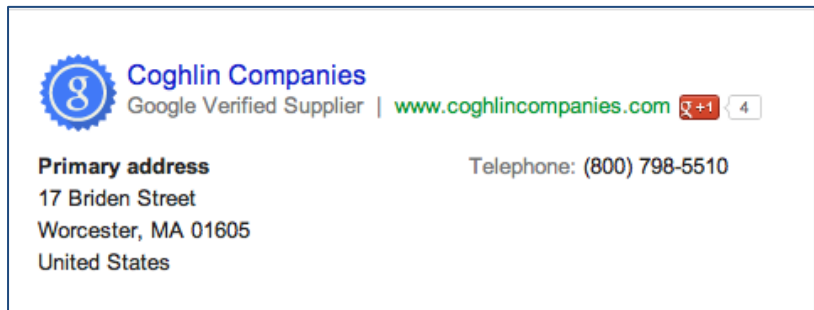 g
Coghlin Companies
Google Verified Supplier | www.coghlincompanies.com g +1 4
Primary address
Telephone: (800) 798-5510
17 Briden Street
Worcester, MA 01605
United States